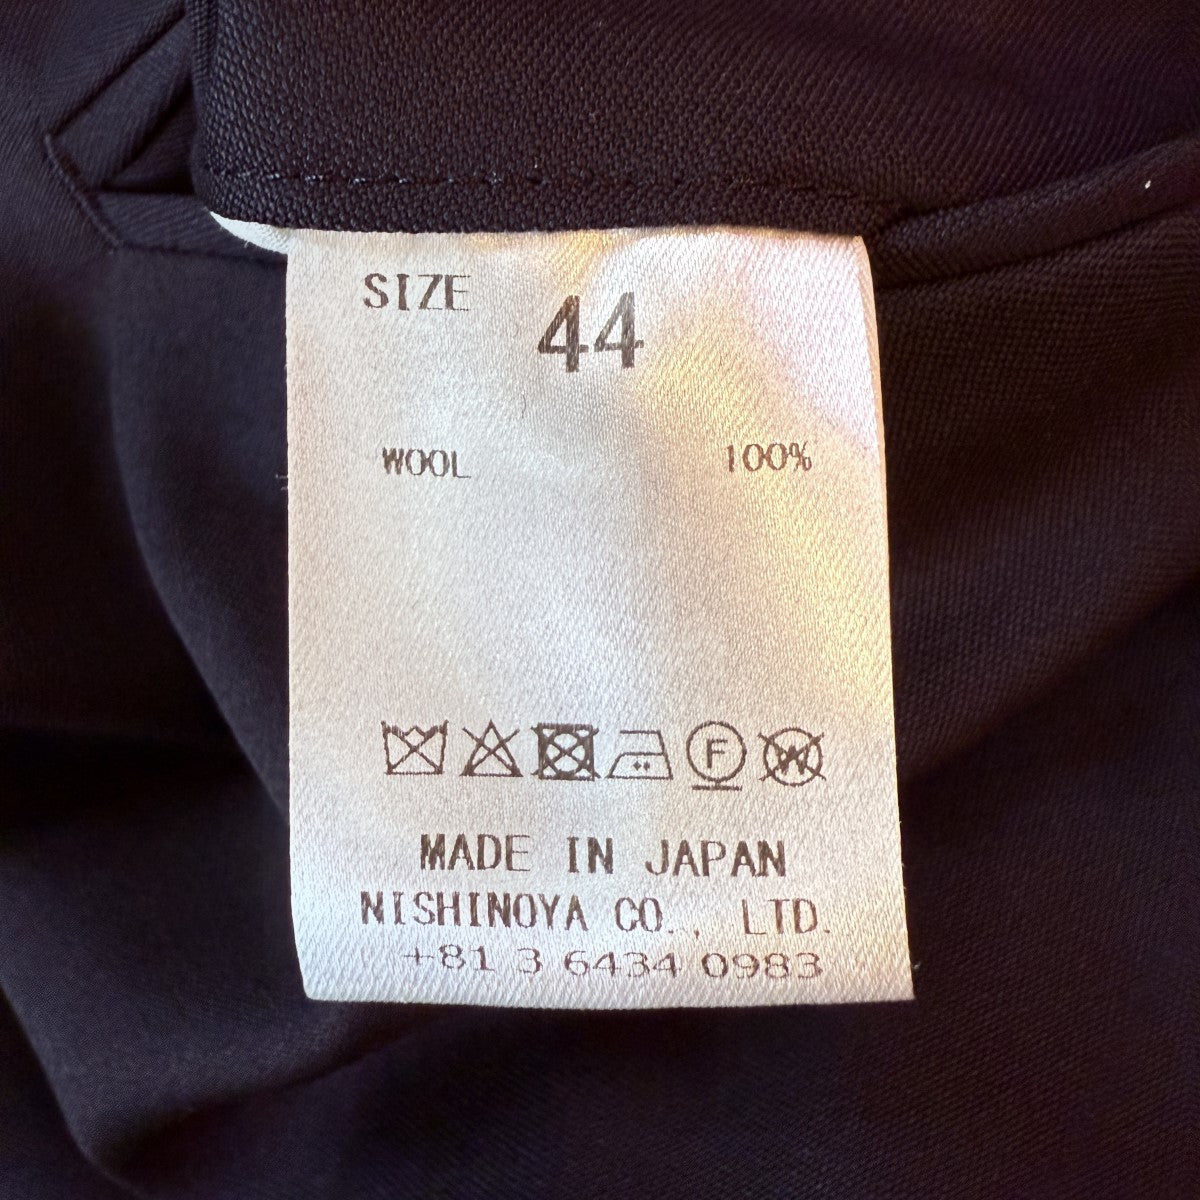 SIZE 44
WOOL 100%
F W
MADE IN JAPAN
NISHINOYA CO., LTD.
+81 3 6434 0983